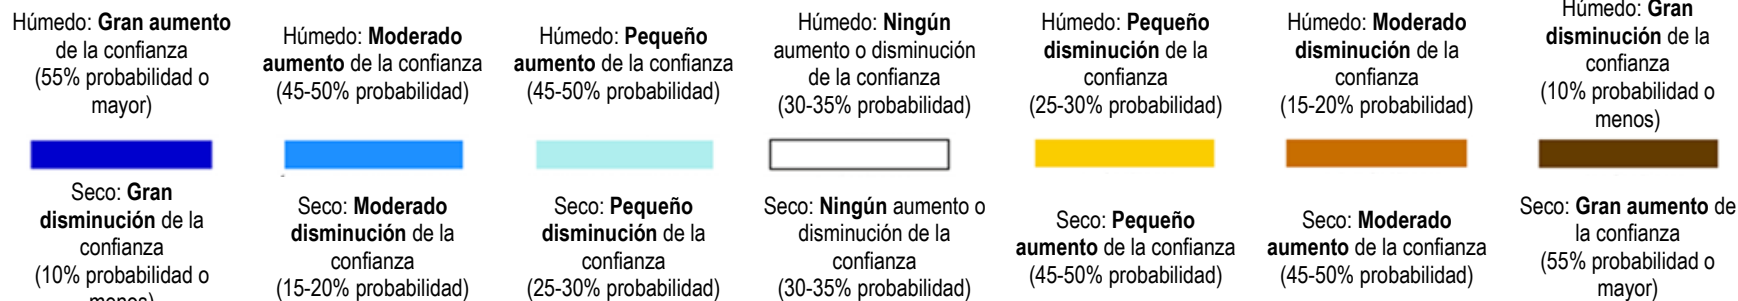 Húmedo: Gran aumento
de la confianza
(55% probabilidad o
mayor)
Húmedo: Moderado
aumento de la confianza
(45-50% probabilidad)
Húmedo: Pequeño
aumento de la confianza
(45-50% probabilidad)
Húmedo: Ningún
aumento o disminución
de la confianza
(30-35% probabilidad)
Húmedo: Pequeño
disminución de la
confianza
(25-30% probabilidad)
Húmedo: Moderado
disminución de la
confianza
(15-20% probabilidad)
Húmedo: Gran
disminución de la
confianza
(10% probabilidad o
menos)
Seco: Gran
disminución de la
confianza
(10% probabilidad o
menos)
Seco: Moderado
disminución de la
confianza
(15-20% probabilidad)
Seco: Pequeño
disminución de la
confianza
(25-30% probabilidad)
Seco: Ningún aumento o
disminución de la
confianza
(30-35% probabilidad)
Seco: Pequeño
aumento de la confianza
(45-50% probabilidad)
Seco: Moderado
aumento de la confianza
(45-50% probabilidad)
Seco: Gran aumento de
la confianza
(55% probabilidad o
mayor)